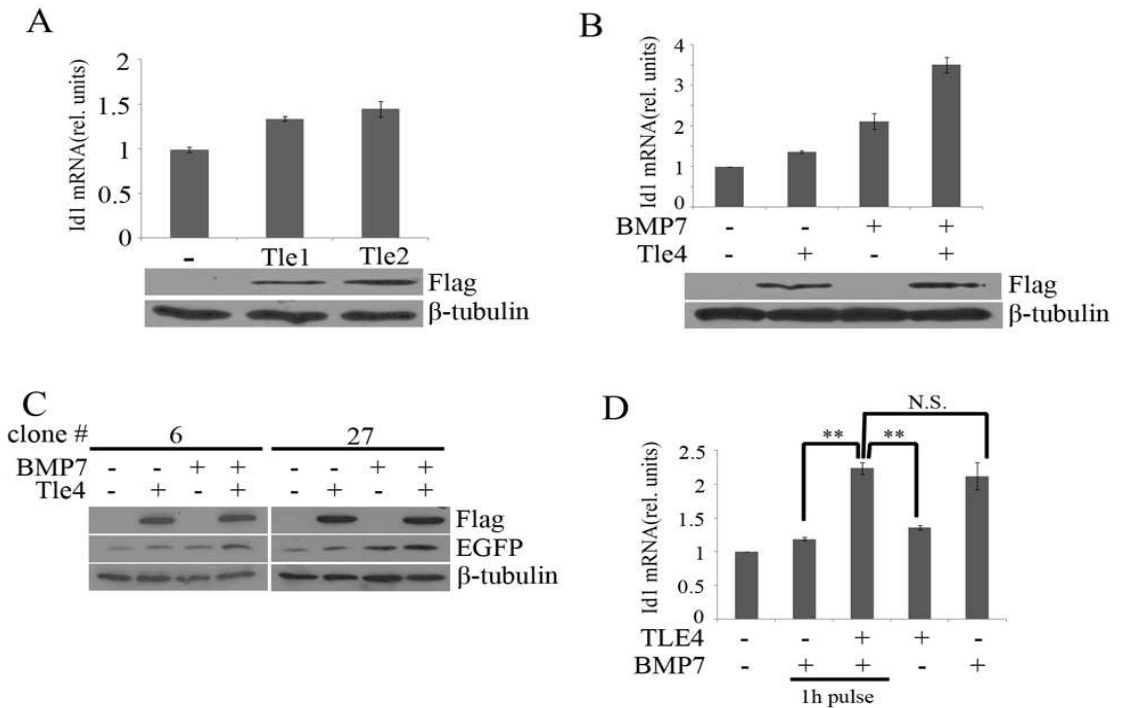 A
Id1 mRNA(rel. units)
2
1.5
1
0.5
0
- Tle1 Tle2
Flag
β-tubulin
B
Id1 mRNA(rel. units)
4
3
2
1
0
BMP7 - - + +
Tle4 - + - +
Flag
β-tubulin
C
clone # 6 27
BMP7 - - + + - - + +
Tle4 - + - + - + - +
Flag
EGFP
β-tubulin
D
N.S.
** **
Id1 mRNA(rel. units)
2.5
2
1.5
1
0.5
0
TLE4 - - + + -
BMP7 - + + - +
1h pulse